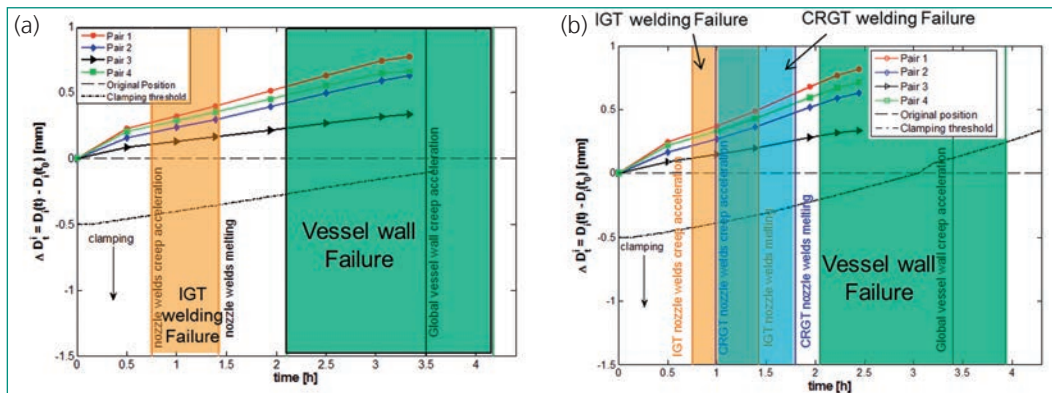 (a)
1
0.5
0
-0.5
-1
-1.5
Δ D_i^t = D_i(t) - D_i(t_0) [mm]
Pair 1
Pair 2
Pair 3
Pair 4
Original Position
Clamping threshold
clamping
nozzle welds creep acceleration
IGT
welding
Failure
nozzle welds melting
Vessel wall
Failure
Global vessel wall creep acceleration
0 0.5 1 1.5 2 2.5 3 3.5 4
time [h]
(b)
IGT welding Failure
CRGT welding Failure
1
0.5
0
-0.5
-1
-1.5
Δ D_t^i = D_i(t) - D_i(t_0) [mm]
Pair 1
Pair 2
Pair 3
Pair 4
Original position
Clamping threshold
clamping
IGT nozzle welds creep acceleration
CRGT nozzle welds creep acceleration
IGT nozzle welds melting
CRGT nozzle welds melting
Vessel wall
Failure
Global vessel creep acceleration
0 0.5 1 1.5 2 2.5 3 3.5 4
time [h]